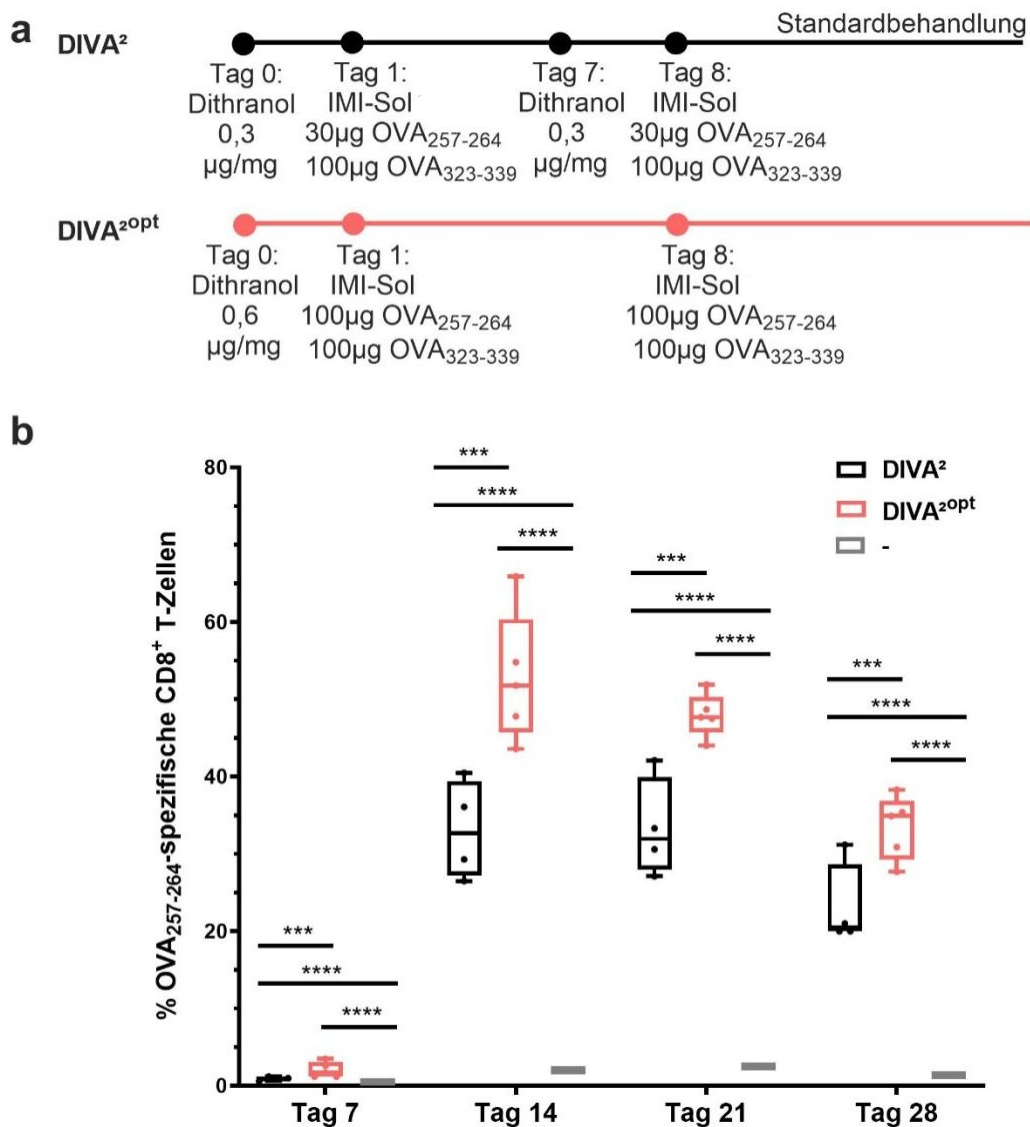 a
DIVA²
Standardbehandlung
Tag 0:
Dithranol
0,3
µg/mg
Tag 1:
IMI-Sol
30µg OVA257-264
100µg OVA323-339
Tag 7:
Dithranol
0,3
µg/mg
Tag 8:
IMI-Sol
30µg OVA257-264
100µg OVA323-339
DIVA²opt
Tag 0:
Dithranol
0,6
µg/mg
Tag 1:
IMI-Sol
100µg OVA257-264
100µg OVA323-339
Tag 8:
IMI-Sol
100µg OVA257-264
100µg OVA323-339
b
% OVA257-264-spezifische CD8+ T-Zellen
80
60
40
20
0
***
****
****
***
****
****
***
****
****
***
****
****
DIVA²
DIVA²opt
-
Tag 7
Tag 14
Tag 21
Tag 28